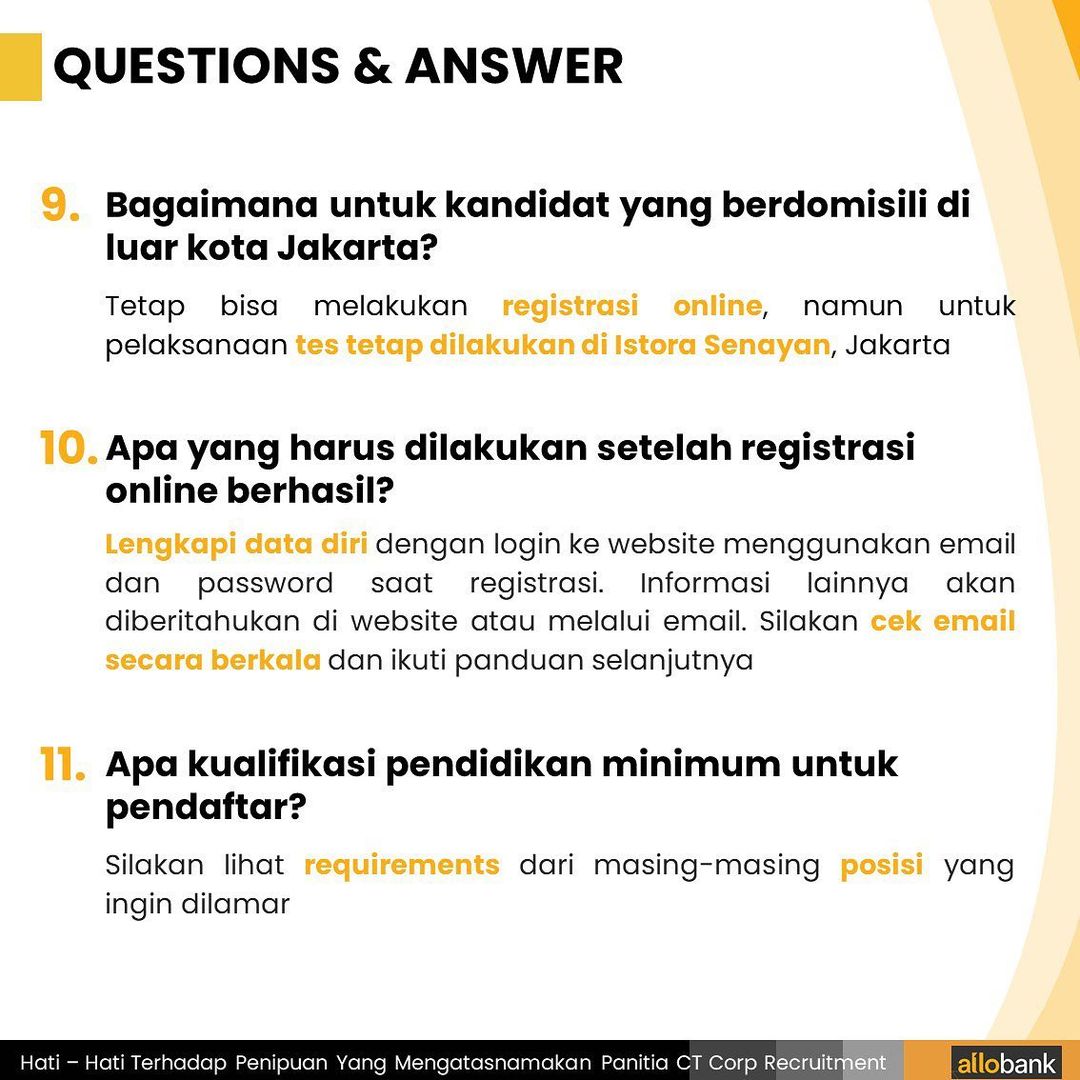 QUESTIONS & ANSWER
9. Bagaimana untuk kandidat yang berdomisili di
luar kota Jakarta?
Tetap bisa melakukan registrasi online, namun untuk
pelaksanaan tes tetap dilakukan di Istora Senayan, Jakarta
10. Apa yang harus dilakukan setelah registrasi
online berhasil?
Lengkapi data diri dengan login ke website menggunakan email
dan password saat registrasi. Informasi lainnya akan
diberitahukan di website atau melalui email. Silakan cek email
secara berkala dan ikuti panduan selanjutnya
11. Apa kualifikasi pendidikan minimum untuk
pendaftar?
Silakan lihat requirements dari masing-masing posisi yang
ingin dilamar
Hati – Hati Terhadap Penipuan Yang Mengatasnamakan Panitia CT Corp Recruitment
allobank